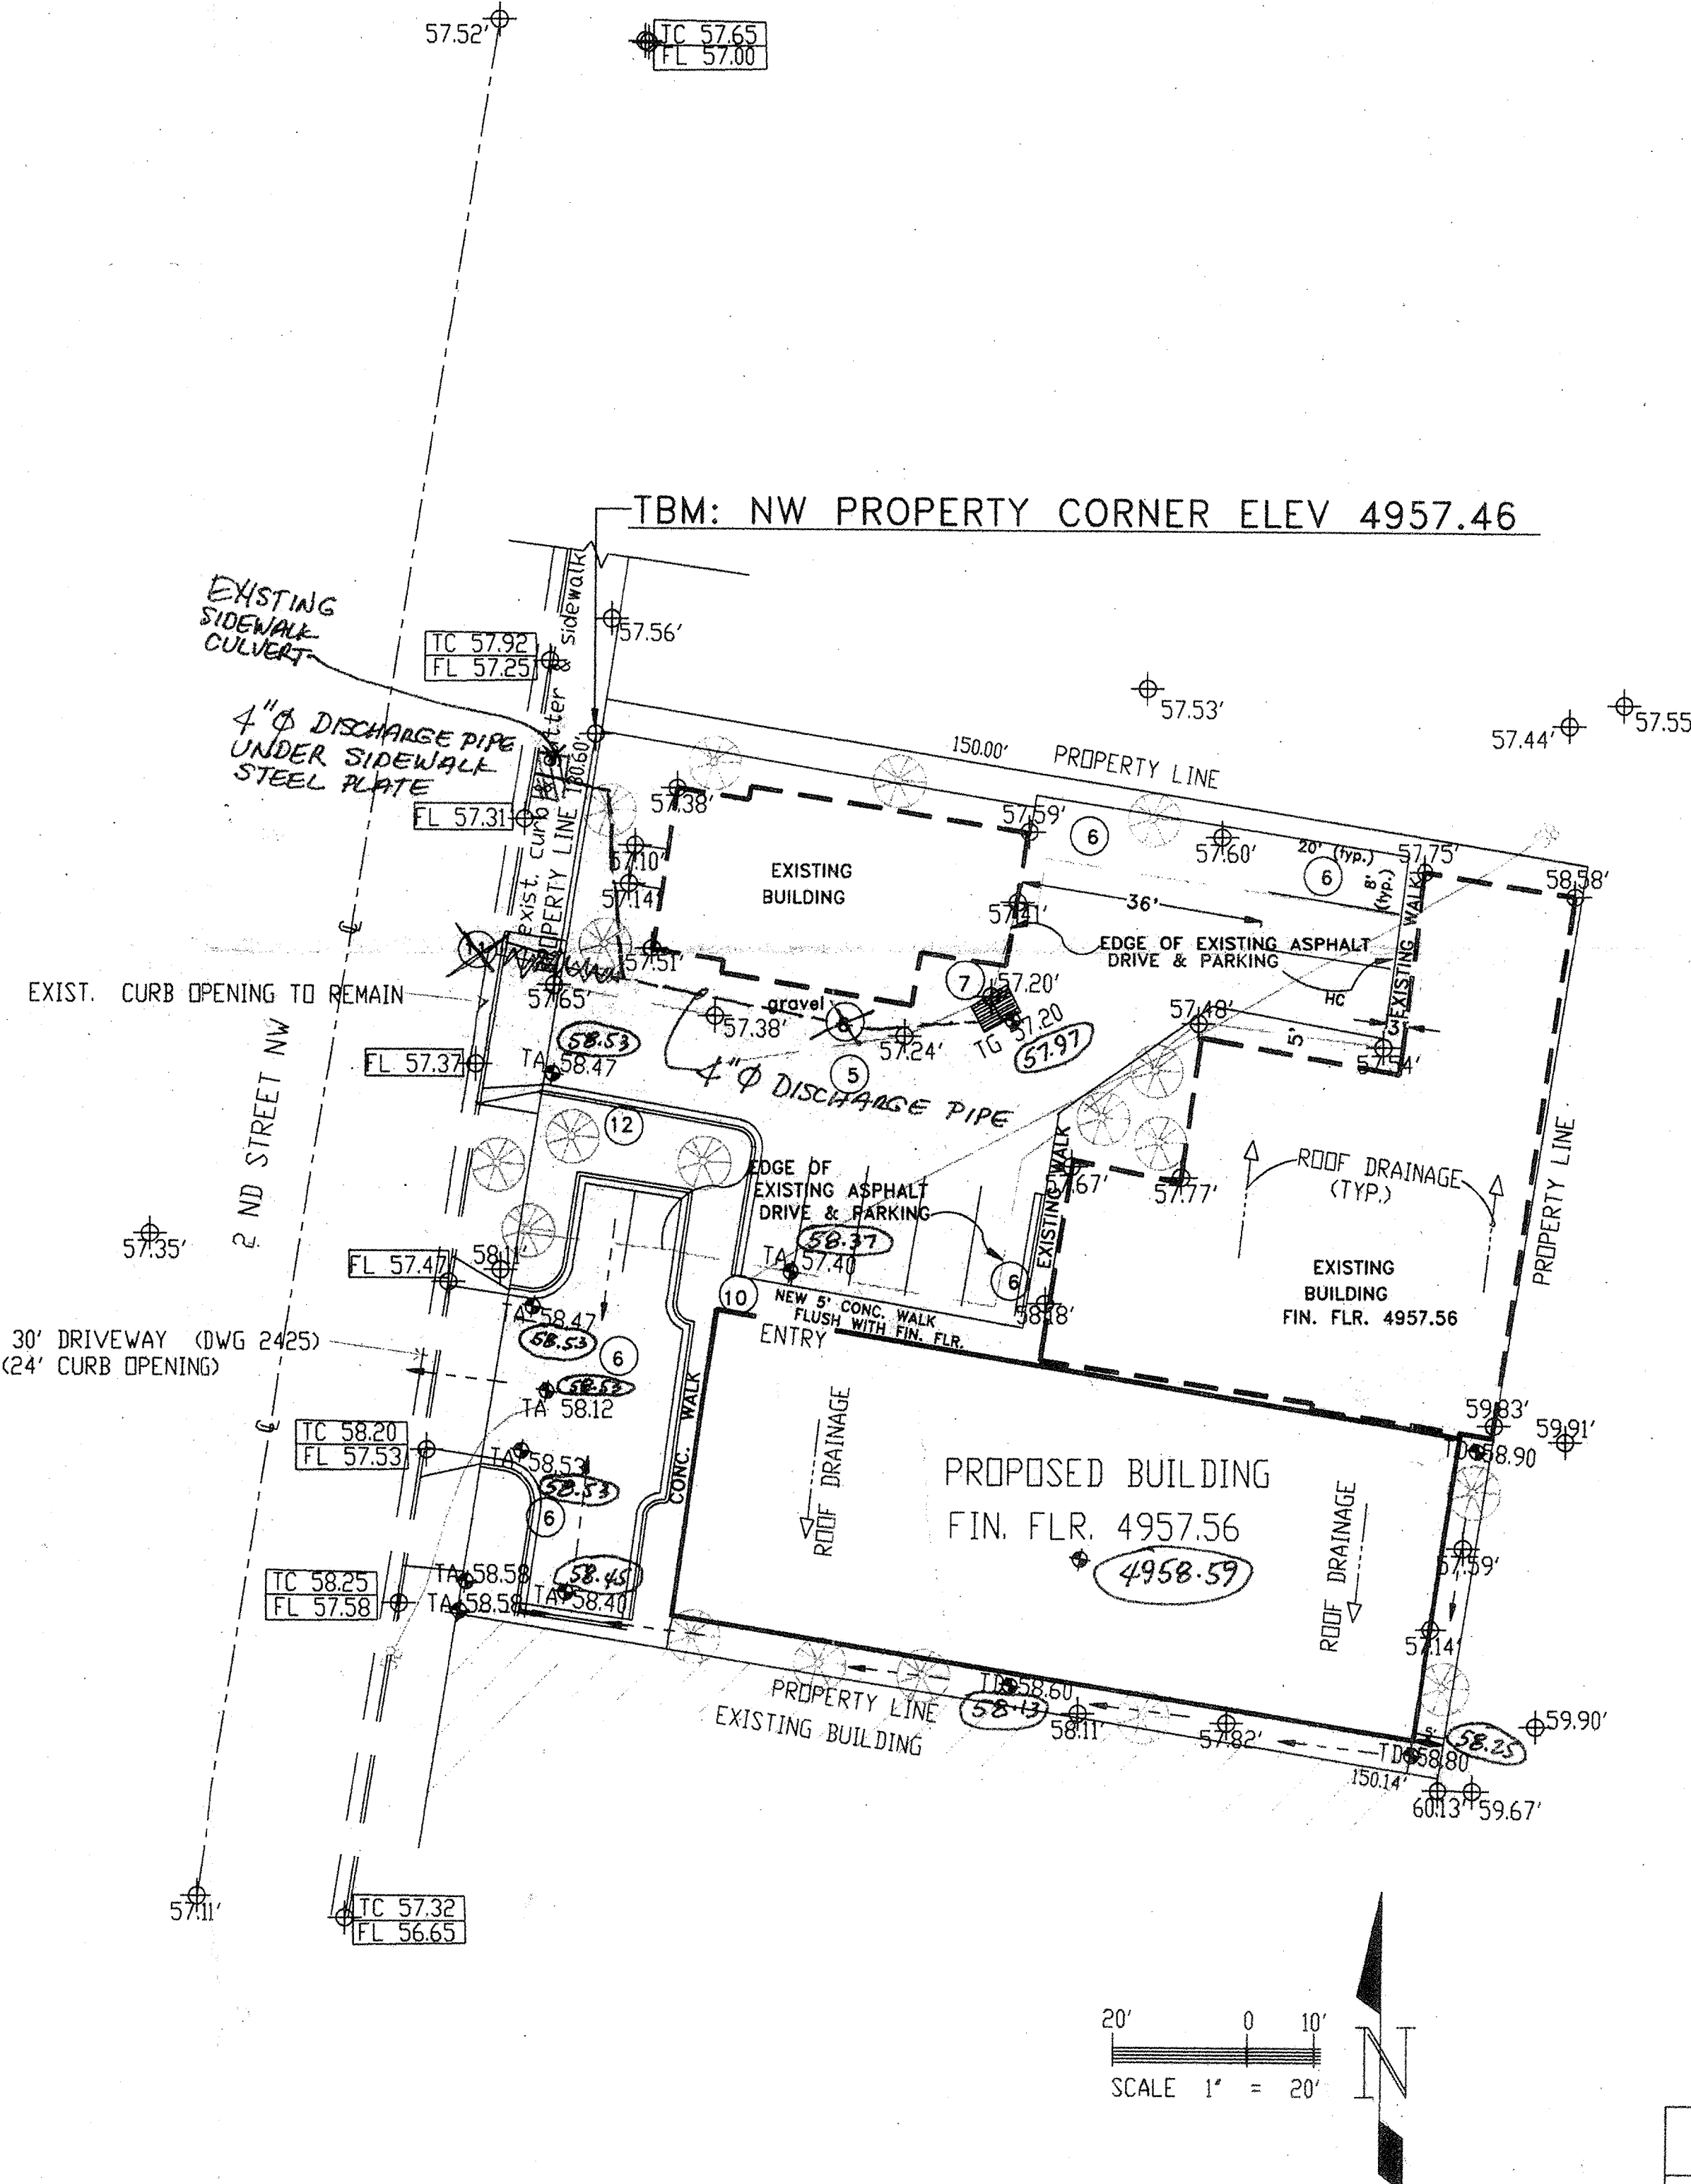 57.52'
TC 57.65
FL 57.00
TBM: NW PROPERTY CORNER ELEV 4957.46
EXISTING
SIDEWALK
CULVERT
57.56'
TC 57.92
FL 57.25
exist. curb & gutter & sidewalk
4"Ø DISCHARGE PIPE
UNDER SIDEWALK
STEEL PLATE
57.53'
57.55
57.44'
150.00'
PROPERTY LINE
PROPERTY LINE 180.60'
FL 57.31
57.38'
57.10'
57.14'
57.51'
EXISTING
BUILDING
57.59'
6
57.60'
20' (typ.)
6
8'
(typ.)
57.75'
58.58'
57.41'
36'
EDGE OF EXISTING ASPHALT
DRIVE & PARKING
EXISTING WALK
HC
11
EXIST. CURB OPENING TO REMAIN
57.65'
57.38'
gravel
57.24'
7
57.20'
TG 57.20
57.97
57.48'
5'
3'
57.54'
5
FL 57.37
58.53
TA 58.47
4"Ø DISCHARGE PIPE
12
2 ND STREET NW
EDGE OF
EXISTING ASPHALT
DRIVE & PARKING
EXISTING WALK
57.67'
57.77'
ROOF DRAINAGE
(TYP.)
PROPERTY LINE
57.35'
FL 57.47
58.11'
58.37
TA 57.40
6
58.18'
EXISTING
BUILDING
FIN. FLR. 4957.56
10
NEW 5' CONC. WALK
FLUSH WITH FIN. FLR.
ENTRY
TA 58.47
58.53
6
30' DRIVEWAY (DWG 2425)
(24' CURB OPENING)
58.53
TA 58.12
CONC. WALK
TC 58.20
FL 57.53
TA 58.53
58.53
6
ROOF DRAINAGE
PROPOSED BUILDING
FIN. FLR. 4957.56
4958.59
ROOF DRAINAGE
59.83'
59.91'
TD 58.90
57.59'
57.14'
TC 58.25
FL 57.58
TA 58.58
TA 58.58
58.45
TA 58.40
PROPERTY LINE
EXISTING BUILDING
TD 58.60
58.13
58.11'
57.82'
5'
58.25
TD 58.80
150.14'
59.90'
60.13'
59.67'
57.11'
TC 57.32
FL 56.65
20' 0 10'
SCALE 1" = 20'
N